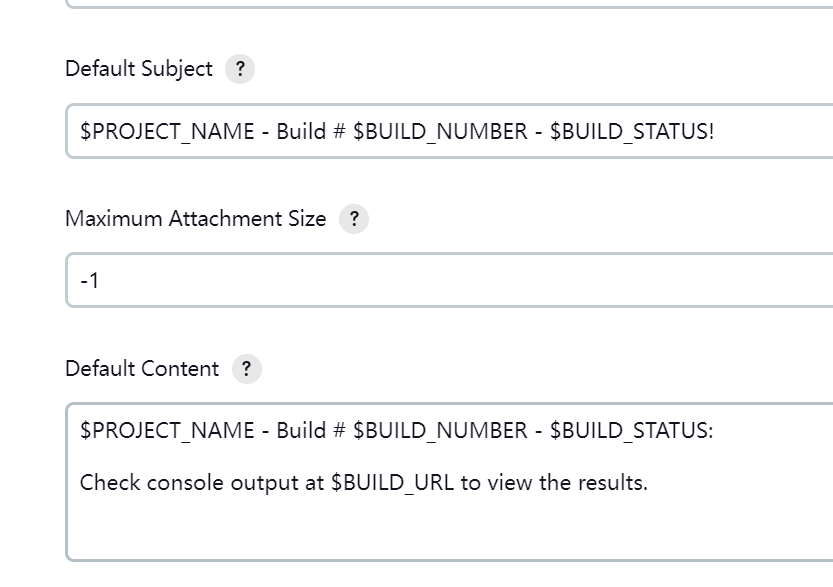 Default Subject ?
$PROJECT_NAME - Build # $BUILD_NUMBER - $BUILD_STATUS!
Maximum Attachment Size ?
-1
Default Content ?
$PROJECT_NAME - Build # $BUILD_NUMBER - $BUILD_STATUS:
Check console output at $BUILD_URL to view the results.